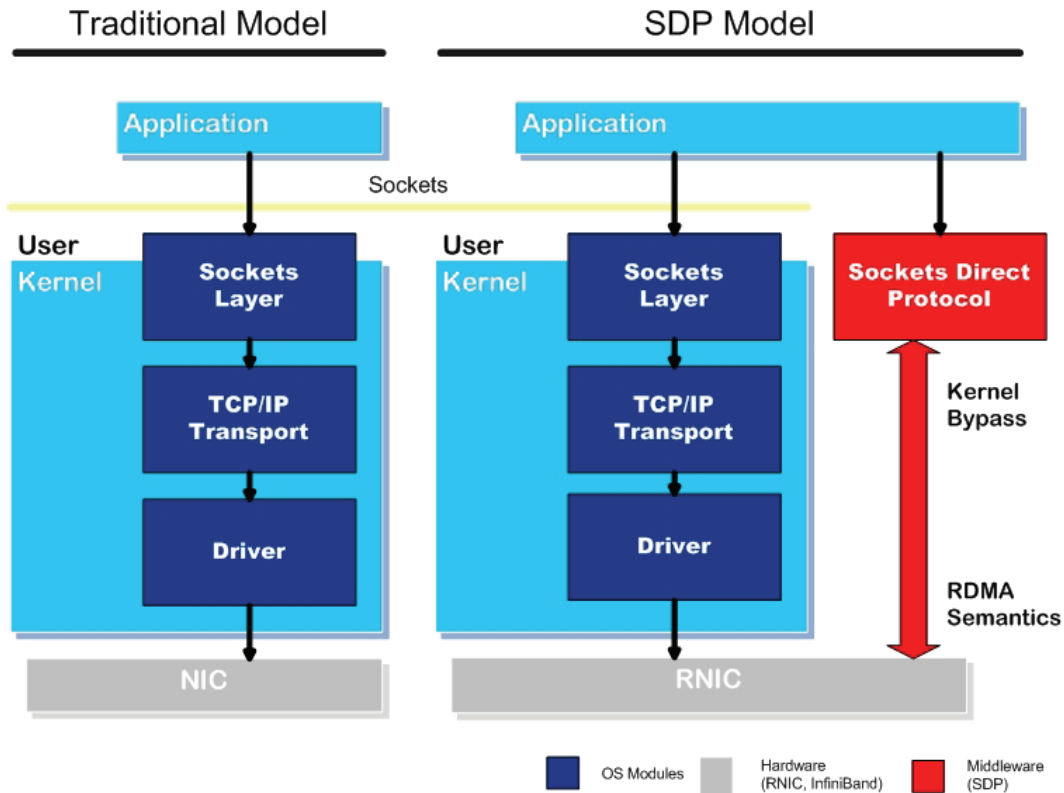 Traditional Model
SDP Model
Application
Application
Sockets
User
Kernel
Sockets
Layer
TCP/IP
Transport
Driver
NIC
User
Kernel
Sockets
Layer
TCP/IP
Transport
Driver
RNIC
Sockets Direct
Protocol
Kernel
Bypass
RDMA
Semantics
OS Modules
Hardware
(RNIC, InfiniBand)
Middleware
(SDP)